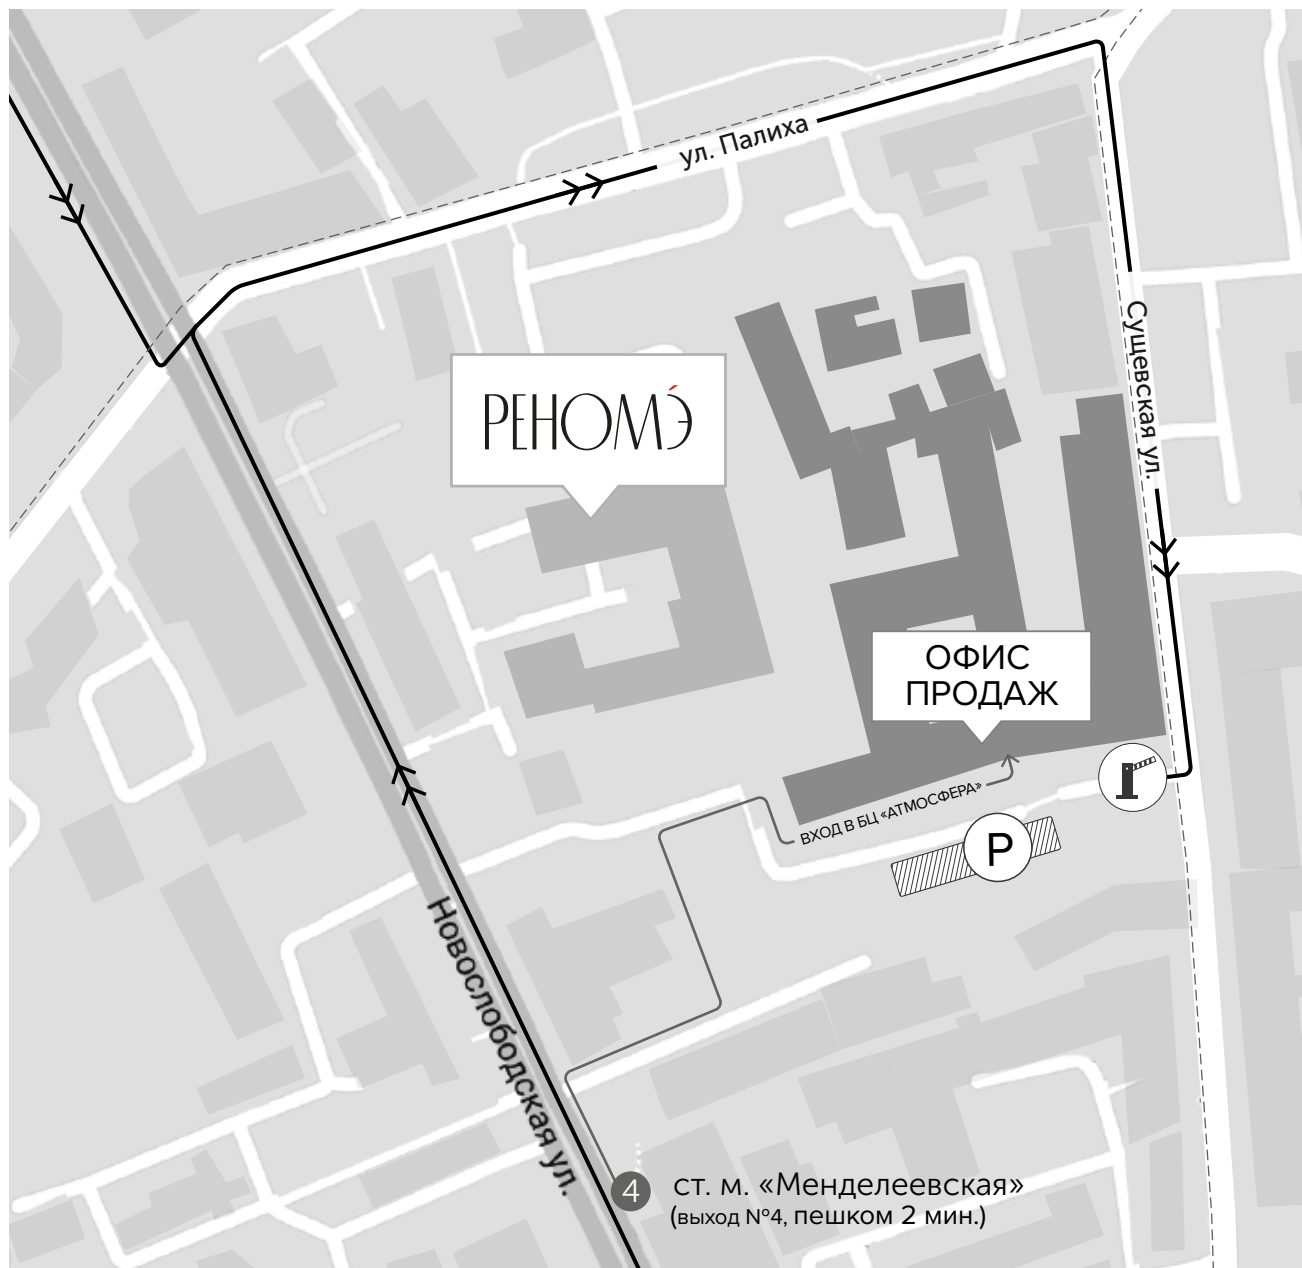 ул. Палиха
Сущевская ул.
РЕНОМЭ́
ОФИС
ПРОДАЖ
ВХОД В БЦ «АТМОСФЕРА»
P
Новослободская ул.
4
ст. м. «Менделеевская»
(выход №4, пешком 2 мин.)